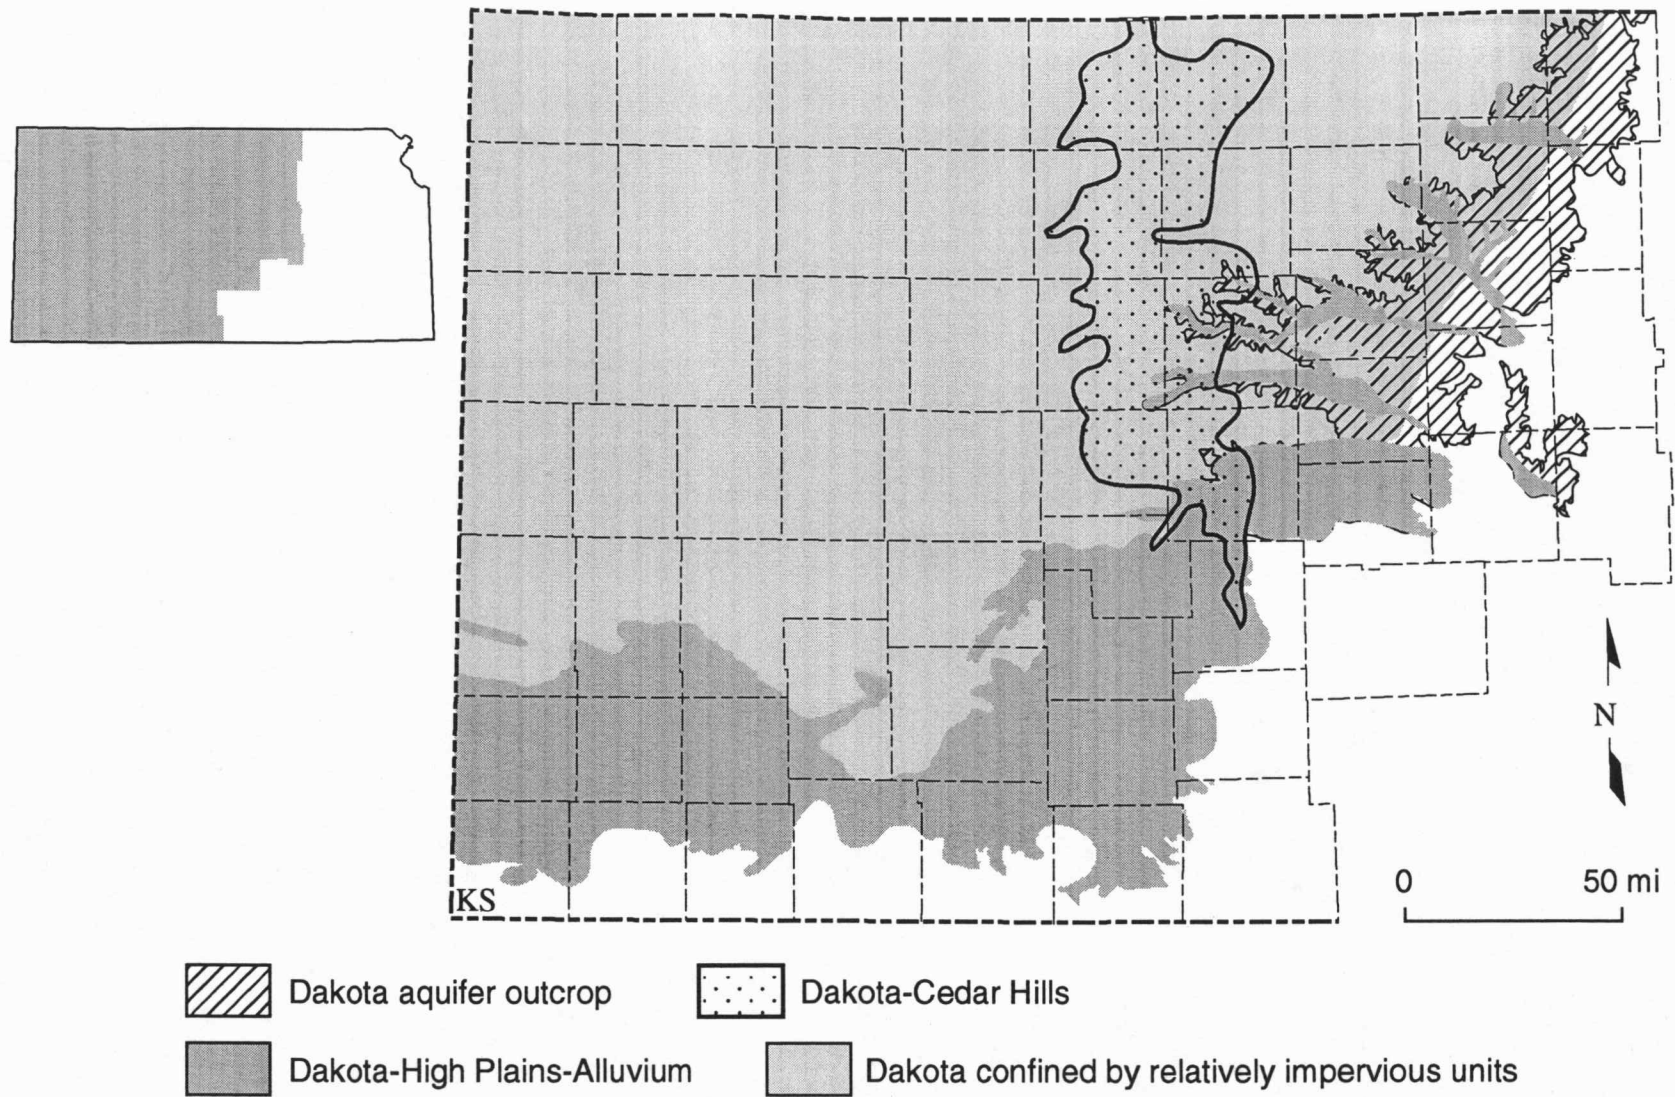 N
0 50 mi
KS
Dakota aquifer outcrop
Dakota-Cedar Hills
Dakota-High Plains-Alluvium
Dakota confined by relatively impervious units